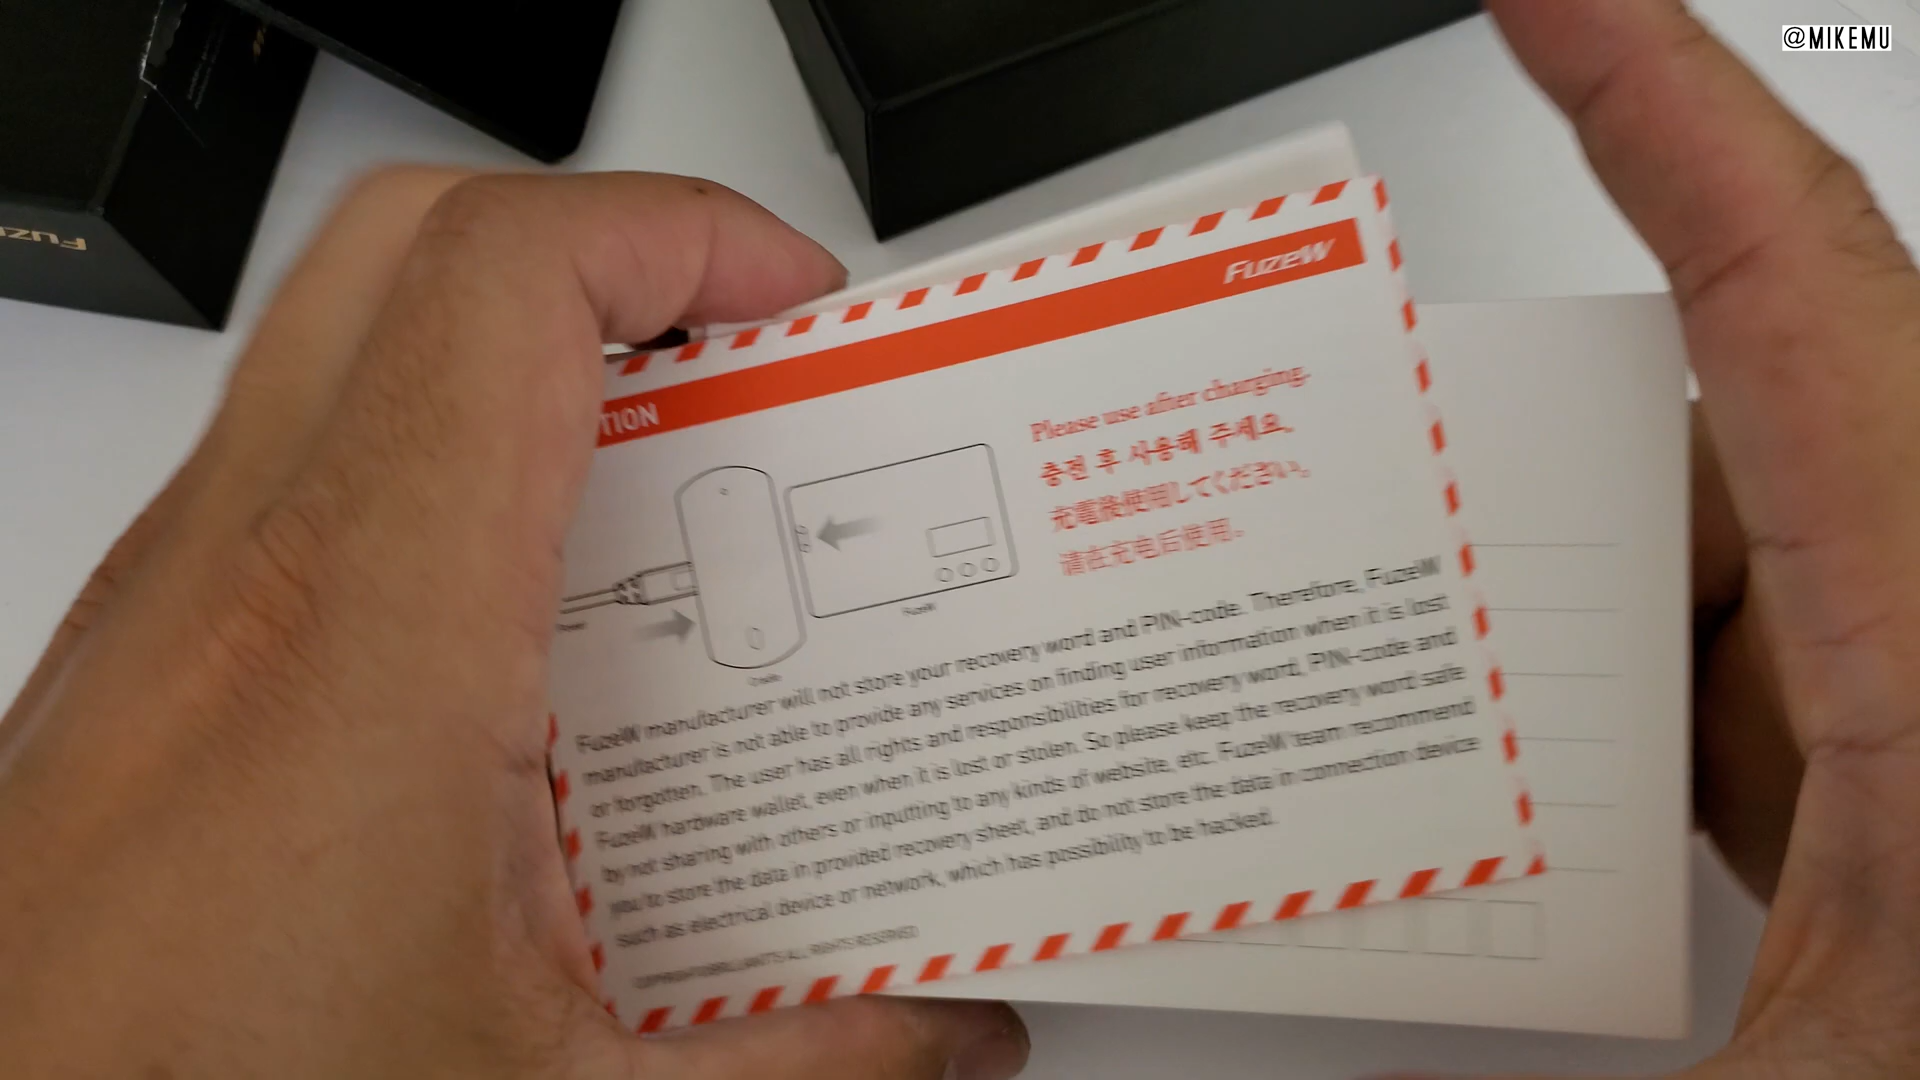 @MIKEMU
FUZE
FuzeW
TION
Please use after charging.
충전 후 사용해 주세요.
充電後使用してください。
请在充电后使用。
Power
Cradle
FuzeW
FuzeW manufacturer will not store your recovery word and PIN-code. Therefore, FuzeW
manufacturer is not able to provide any services on finding user information when it is lost
or forgotten. The user has all rights and responsibilities for recovery word, PIN-code and
FuzeW hardware wallet, even when it is lost or stolen. So please keep the recovery word safe
by not sharing with others or inputting to any kinds of website, etc. FuzeW team recommend
you to store the data in provided recovery sheet, and do not store the data in connection device
such as electrical device or network, which has possibility to be hacked.
ALL RIGHTS RESERVED